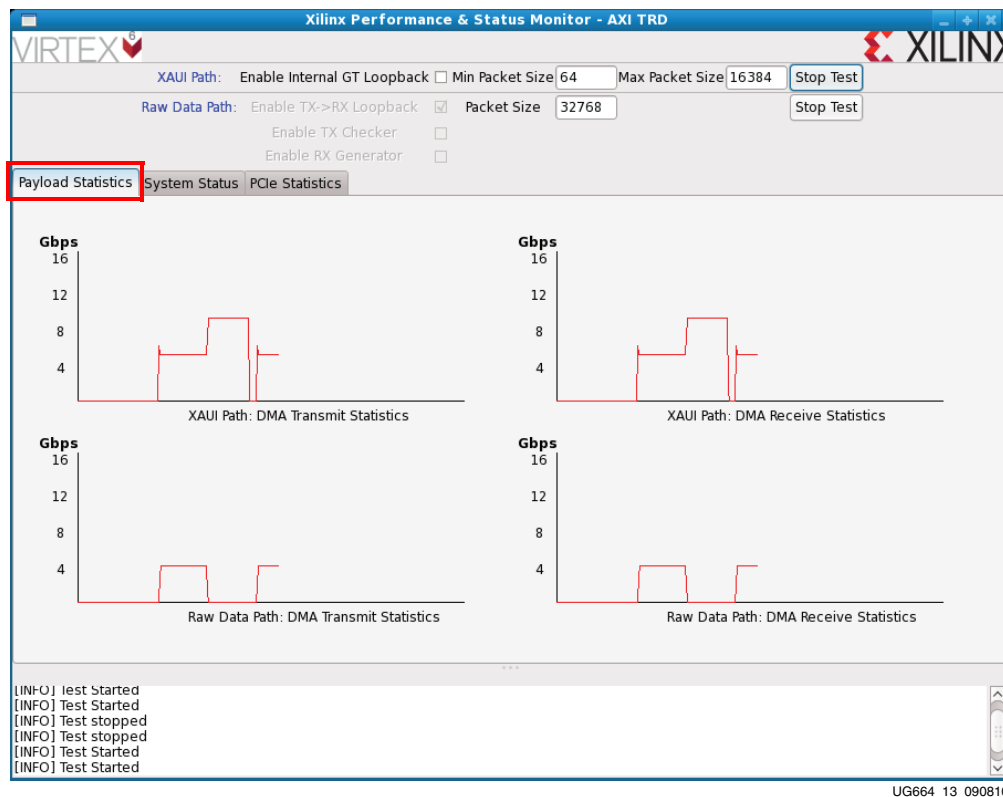 Xilinx Performance & Status Monitor - AXI TRD
VIRTEX 6
XILINX
XAUI Path: Enable Internal GT Loopback Min Packet Size 64 Max Packet Size 16384 Stop Test
Raw Data Path: Enable TX->RX Loopback Packet Size 32768 Stop Test
Enable TX Checker
Enable RX Generator
Payload Statistics System Status PCIe Statistics
Gbps
16
12
8
4
XAUI Path: DMA Transmit Statistics
Gbps
16
12
8
4
XAUI Path: DMA Receive Statistics
Gbps
16
12
8
4
Raw Data Path: DMA Transmit Statistics
Gbps
16
12
8
4
Raw Data Path: DMA Receive Statistics
[INFO] Test Started
[INFO] Test Started
[INFO] Test stopped
[INFO] Test stopped
[INFO] Test Started
[INFO] Test Started